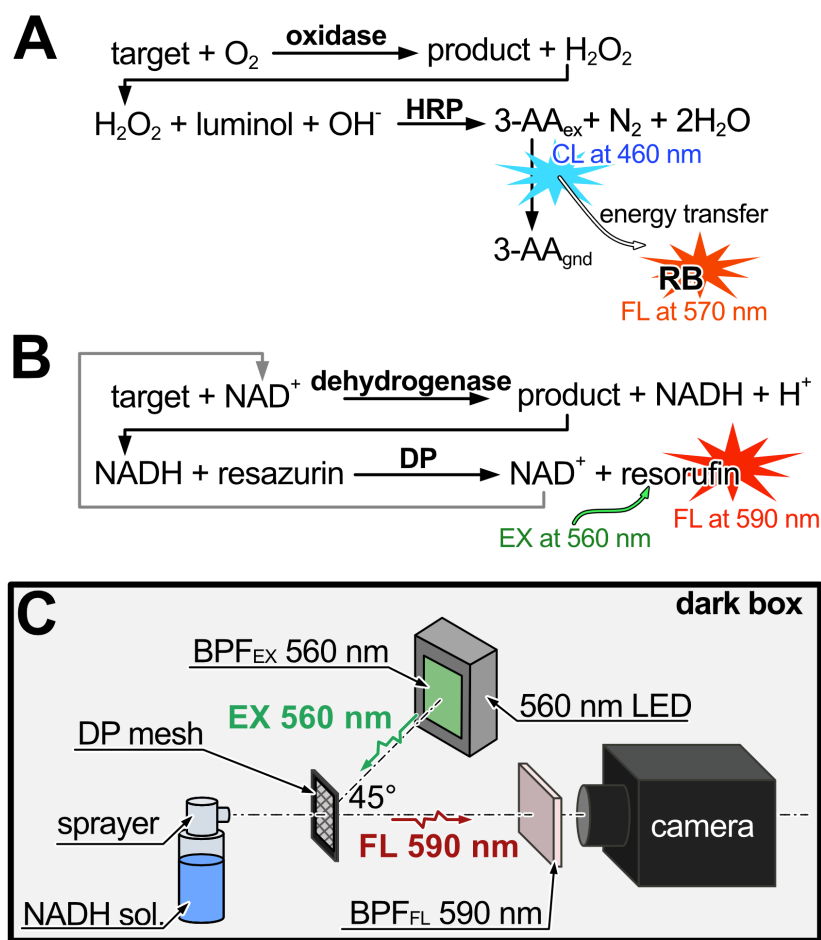 A
target + O₂ oxidase product + H₂O₂
H₂O₂ + luminol + OH⁻ HRP 3-AAₑₓ + N₂ + 2H₂O
CL at 460 nm
energy transfer
3-AAgnd
RB
FL at 570 nm
B
target + NAD⁺ dehydrogenase product + NADH + H⁺
NADH + resazurin DP NAD⁺ + resorufin
FL at 590 nm
EX at 560 nm
C
dark box
BPFEX 560 nm
EX 560 nm
560 nm LED
DP mesh
45°
sprayer
FL 590 nm
camera
NADH sol.
BPFFL 590 nm